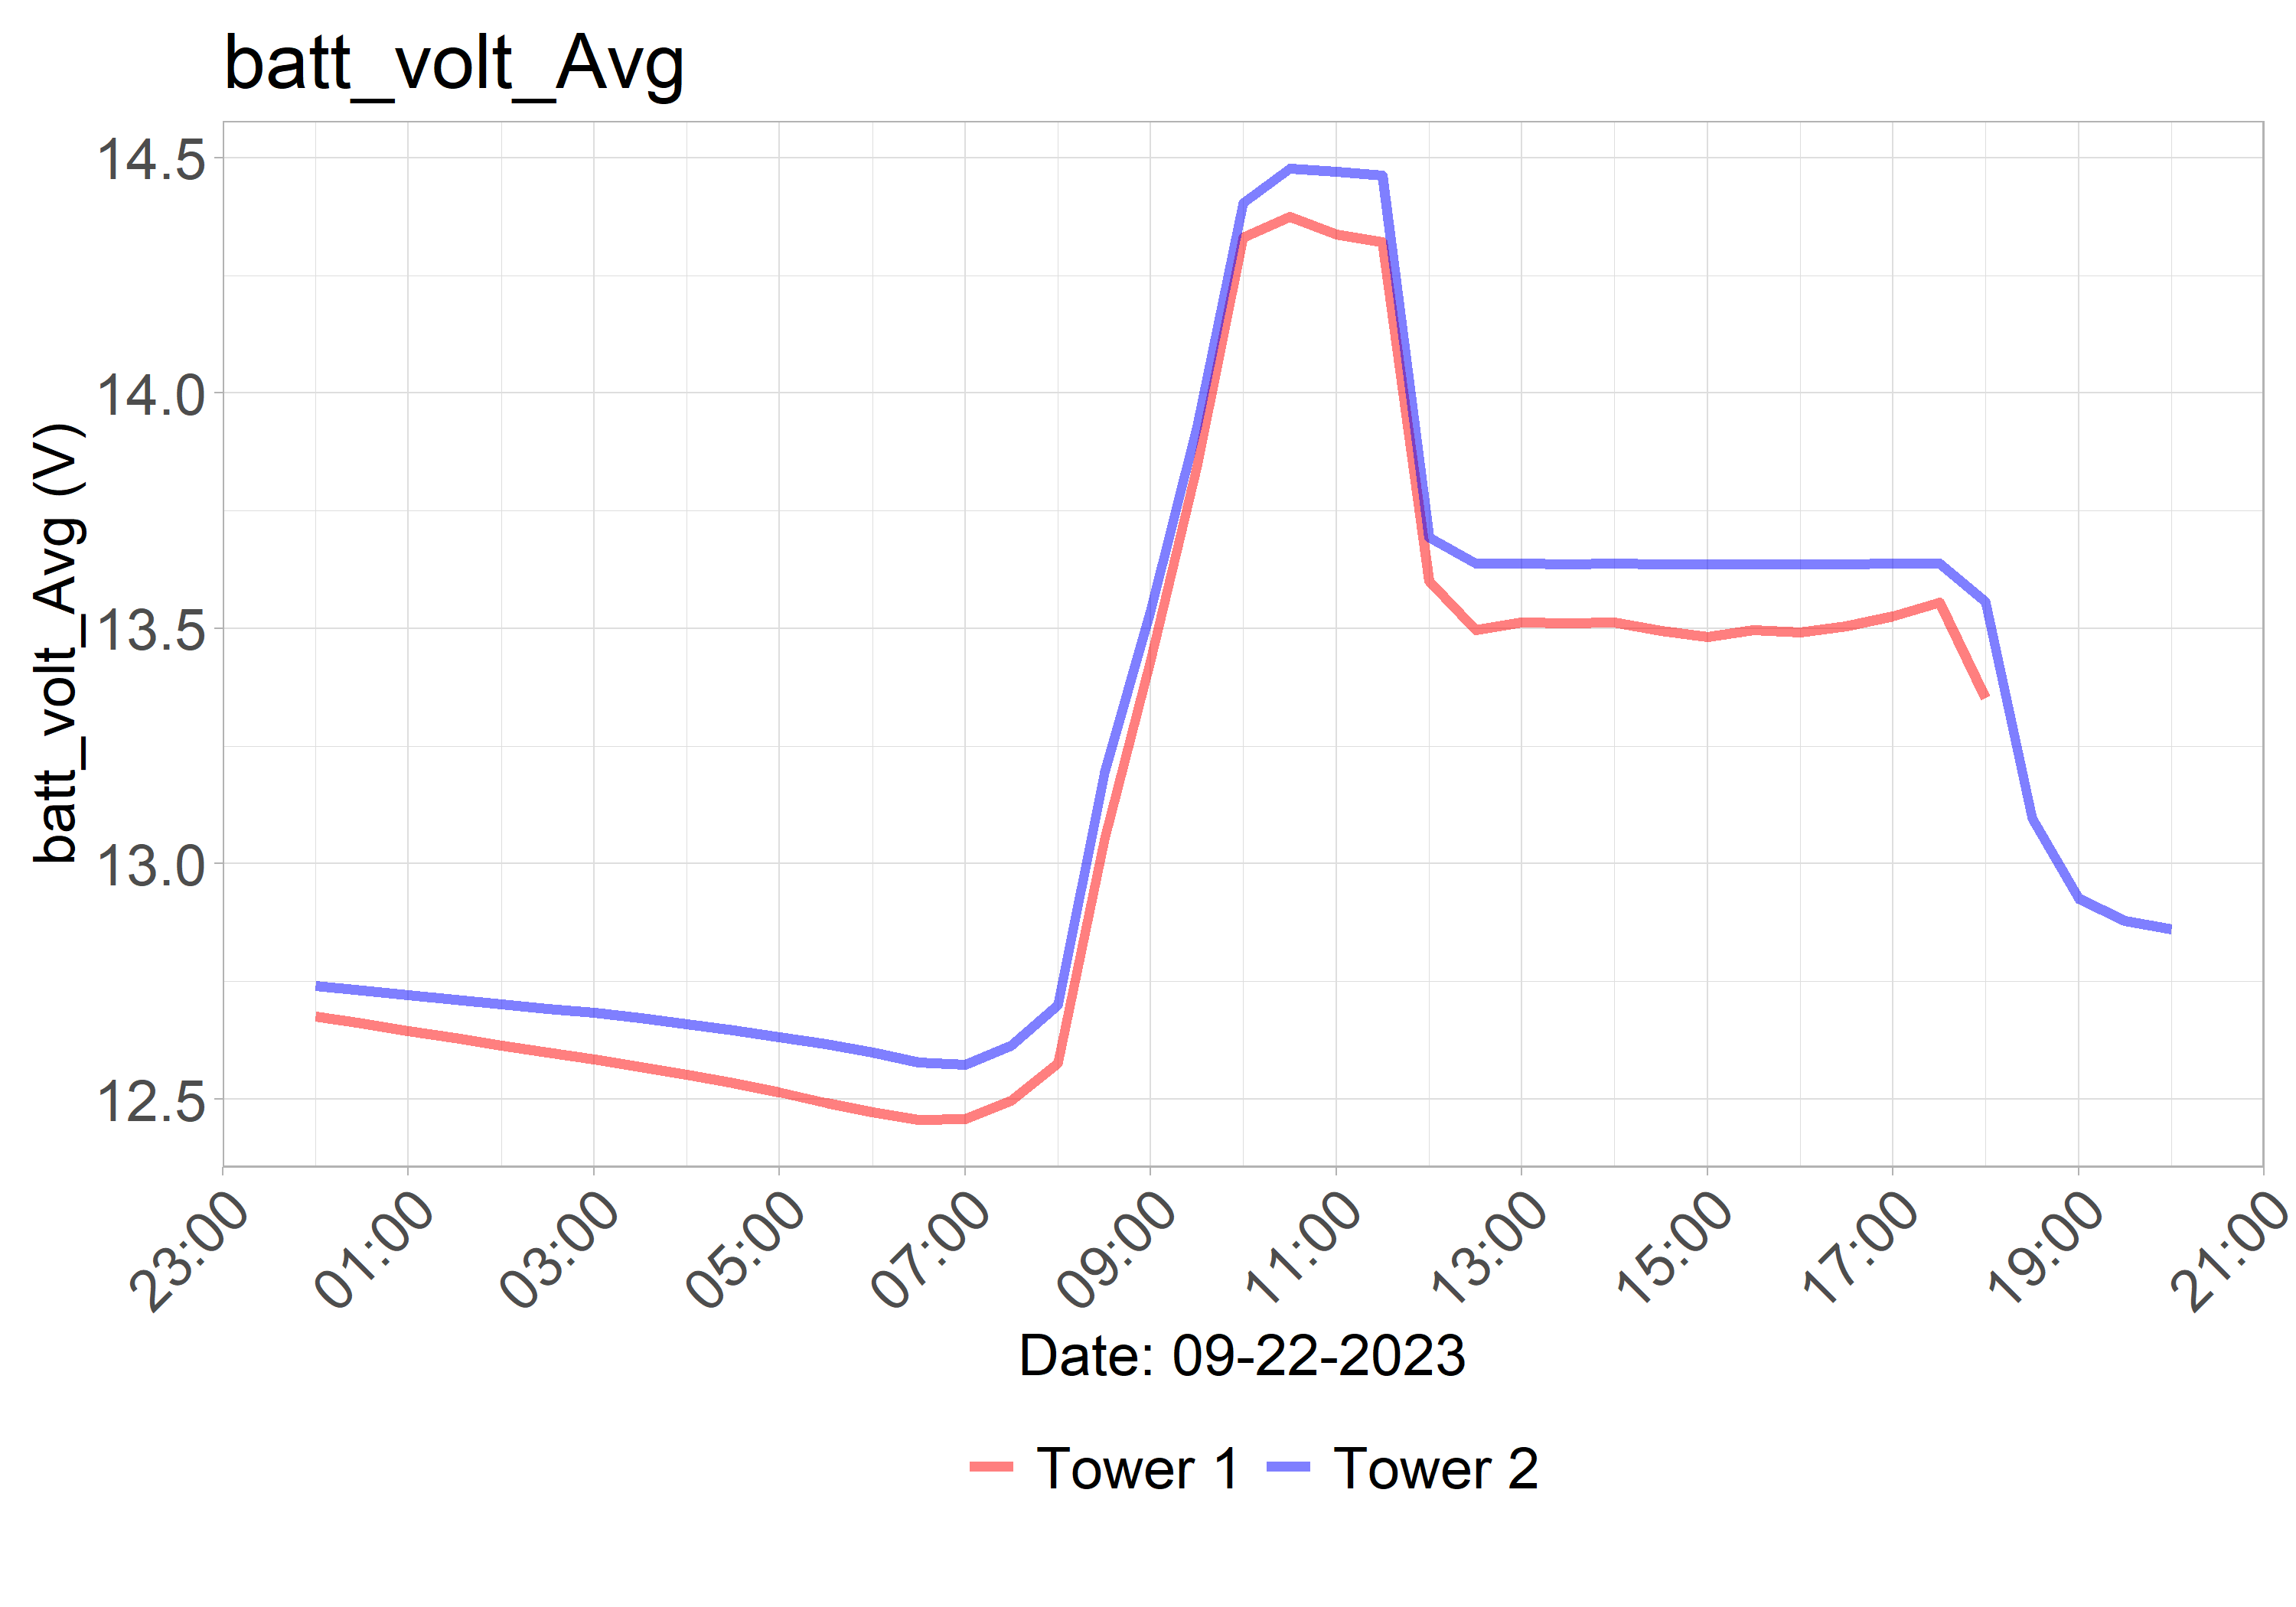 batt_volt_Avg
batt_volt_Avg (V)
14.5
14.0
13.5
13.0
12.5
23:00 01:00 03:00 05:00 07:00 09:00 11:00 13:00 15:00 17:00 19:00 21:00
Date: 09-22-2023
Tower 1 Tower 2